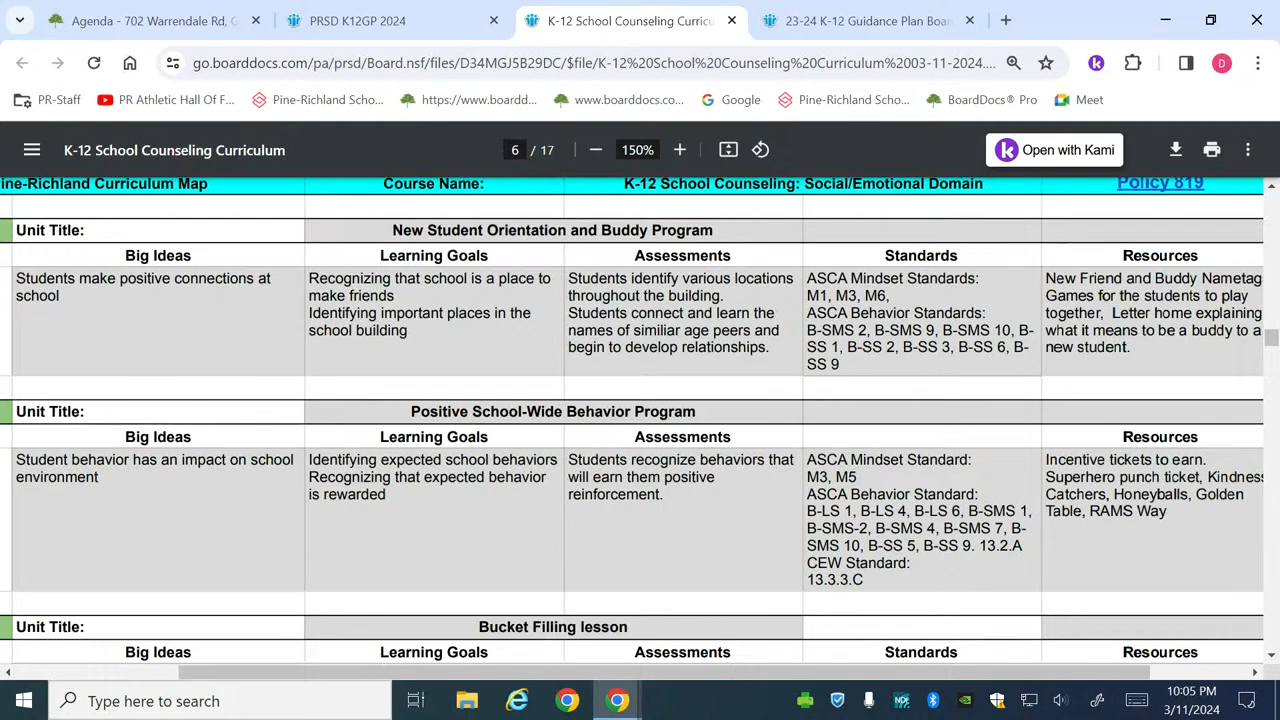 Agenda - 702 Warrendale Rd, G
PRSD K12GP 2024
K-12 School Counseling Curricu
23-24 K-12 Guidance Plan Boar
go.boarddocs.com/pa/prsd/Board.nsf/files/D34MGJ5B29DC/$file/K-12%20School%20Counseling%20Curriculum%2003-11-2024....
D
PR-Staff
PR Athletic Hall Of F...
Pine-Richland Scho...
https://www.boardd...
www.boarddocs.co...
Google
Pine-Richland Scho...
BoardDocs® Pro
Meet
K-12 School Counseling Curriculum
6 / 17
150%
Open with Kami
ine-Richland Curriculum Map
Course Name:
K-12 School Counseling: Social/Emotional Domain
Policy 819
Unit Title:
New Student Orientation and Buddy Program
Big Ideas
Learning Goals
Assessments
Standards
Resources
Students make positive connections at
school
Recognizing that school is a place to
make friends
Identifying important places in the
school building
Students identify various locations
throughout the building.
Students connect and learn the
names of similiar age peers and
begin to develop relationships.
ASCA Mindset Standards:
M1, M3, M6,
ASCA Behavior Standards:
B-SMS 2, B-SMS 9, B-SMS 10, B-
SS 1, B-SS 2, B-SS 3, B-SS 6, B-
SS 9
New Friend and Buddy Nametag
Games for the students to play
together, Letter home explaining
what it means to be a buddy to a
new student.
Unit Title:
Positive School-Wide Behavior Program
Big Ideas
Learning Goals
Assessments
Resources
Student behavior has an impact on school
environment
Identifying expected school behaviors
Recognizing that expected behavior
is rewarded
Students recognize behaviors that
will earn them positive
reinforcement.
ASCA Mindset Standard:
M3, M5
ASCA Behavior Standard:
B-LS 1, B-LS 4, B-LS 6, B-SMS 1,
B-SMS-2, B-SMS 4, B-SMS 7, B-
SMS 10, B-SS 5, B-SS 9. 13.2.A
CEW Standard:
13.3.3.C
Incentive tickets to earn.
Superhero punch ticket, Kindness
Catchers, Honeyballs, Golden
Table, RAMS Way
Unit Title:
Bucket Filling lesson
Big Ideas
Learning Goals
Assessments
Standards
Resources
Type here to search
10:05 PM
3/11/2024